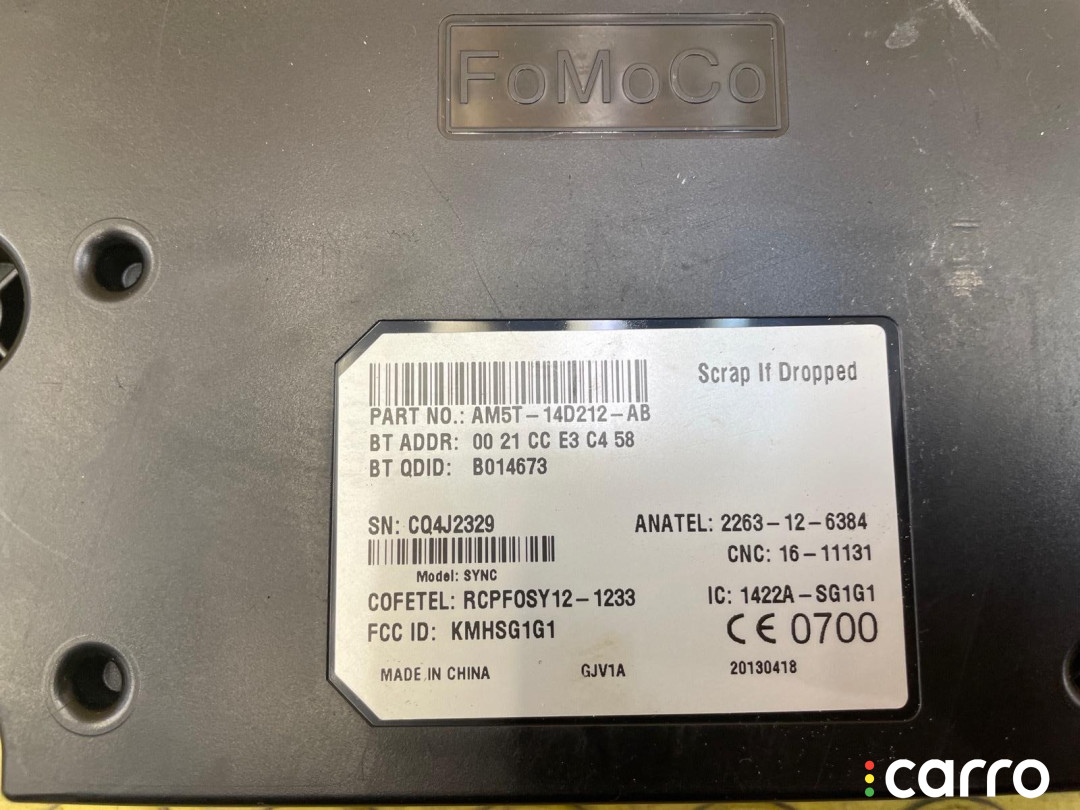 FoMoCo
Scrap If Dropped
PART NO.: AM5T-14D212-AB
BT ADDR: 00 21 CC E3 C4 58
BT QDID: B014673
SN: CQ4J2329
ANATEL: 2263-12-6384
CNC: 16-11131
Model: SYNC
COFETEL: RCPFOSY12-1233
IC: 1422A-SG1G1
FCC ID: KMHSG1G1
CE 0700
MADE IN CHINA
GJV1A
20130418
carro